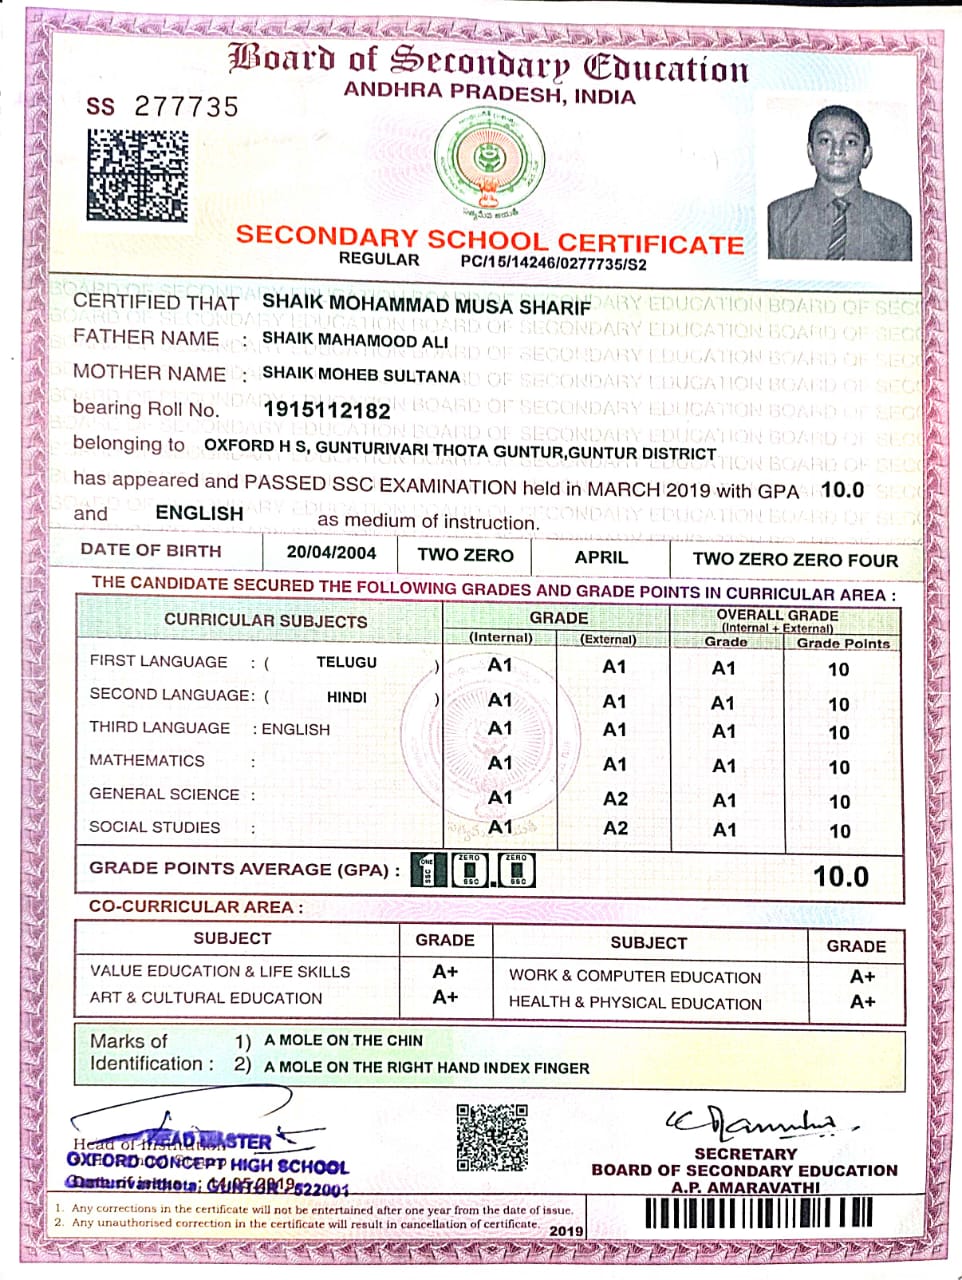 Board of Secondary Education
ANDHRA PRADESH, INDIA
SS 277735
SECONDARY SCHOOL CERTIFICATE
REGULAR PC/15/14246/0277735/S2
CERTIFIED THAT SHAIK MOHAMMAD MUSA SHARIF
FATHER NAME : SHAIK MAHAMOOD ALI
MOTHER NAME : SHAIK MOHEB SULTANA
bearing Roll No. 1915112182
belonging to OXFORD H S, GUNTURIVARI THOTA GUNTUR,GUNTUR DISTRICT
has appeared and PASSED SSC EXAMINATION held in MARCH 2019 with GPA 10.0
and ENGLISH as medium of instruction.
DATE OF BIRTH 20/04/2004 TWO ZERO APRIL TWO ZERO ZERO FOUR
THE CANDIDATE SECURED THE FOLLOWING GRADES AND GRADE POINTS IN CURRICULAR AREA :
CURRICULAR SUBJECTS GRADE OVERALL GRADE
(Internal + External)
(Internal) (External) Grade Grade Points
FIRST LANGUAGE : ( TELUGU ) A1 A1 A1 10
SECOND LANGUAGE : ( HINDI ) A1 A1 A1 10
THIRD LANGUAGE : ENGLISH A1 A1 A1 10
MATHEMATICS : A1 A1 A1 10
GENERAL SCIENCE : A1 A2 A1 10
SOCIAL STUDIES : A1 A2 A1 10
GRADE POINTS AVERAGE (GPA) : ONE SSC ZERO SSC . ZERO SSC 10.0
CO-CURRICULAR AREA :
SUBJECT GRADE SUBJECT GRADE
VALUE EDUCATION & LIFE SKILLS A+ WORK & COMPUTER EDUCATION A+
ART & CULTURAL EDUCATION A+ HEALTH & PHYSICAL EDUCATION A+
Marks of 1) A MOLE ON THE CHIN
Identification : 2) A MOLE ON THE RIGHT HAND INDEX FINGER
Head of Institution
HEAD MASTER
OXFORD CONCEPT HIGH SCHOOL
GUNTUR - 522001
14/05/2019
SECRETARY
BOARD OF SECONDARY EDUCATION
A.P. AMARAVATHI
1. Any corrections in the certificate will not be entertained after one year from the date of issue.
2. Any unauthorised correction in the certificate will result in cancellation of certificate.
2019